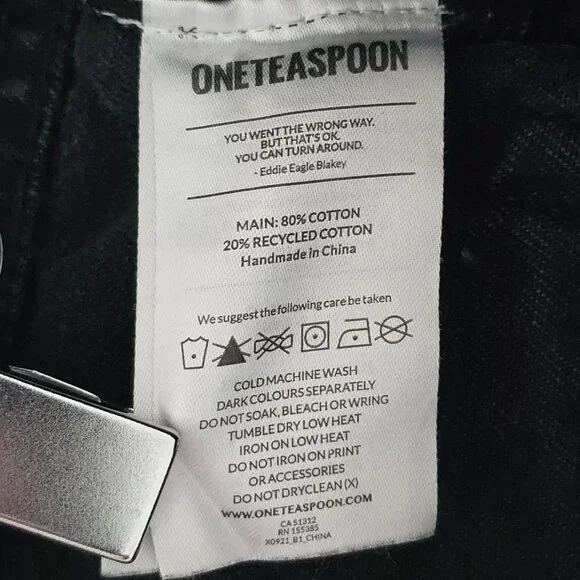 ONETEASPOON
YOU WENT THE WRONG WAY.
BUT THAT'S OK.
YOU CAN TURN AROUND.
- Eddie Eagle Blakey
MAIN: 80% COTTON
20% RECYCLED COTTON
Handmade in China
We suggest the following care be taken
COLD MACHINE WASH
DARK COLOURS SEPARATELY
DO NOT SOAK, BLEACH OR WRING
TUMBLE DRY LOW HEAT
IRON ON LOW HEAT
DO NOT IRON ON PRINT
OR ACCESSORIES
DO NOT DRYCLEAN (X)
WWW.ONETEASPOON.COM
CA 51312
RN 155385
X0921_B1_CHINA